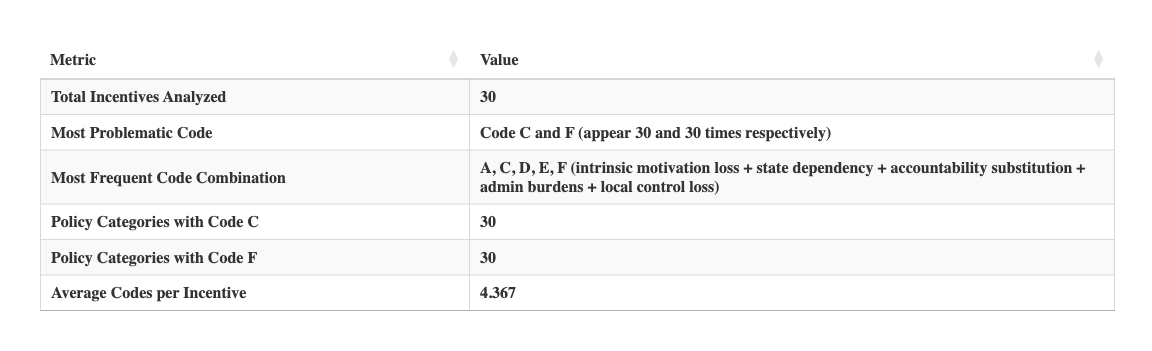 Metric Value
Total Incentives Analyzed 30
Most Problematic Code Code C and F (appear 30 and 30 times respectively)
Most Frequent Code Combination A, C, D, E, F (intrinsic motivation loss + state dependency + accountability substitution +
admin burdens + local control loss)
Policy Categories with Code C 30
Policy Categories with Code F 30
Average Codes per Incentive 4.367